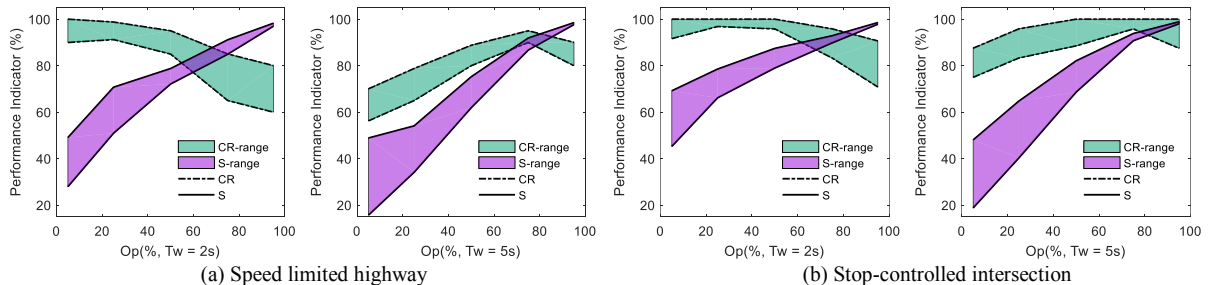 Performance Indicator (%)
100
80
60
40
20
CR-range
S-range
CR
S
0 20 40 60 80 100
Op(%, Tw = 2s)
Performance Indicator (%)
100
80
60
40
20
CR-range
S-range
CR
S
0 20 40 60 80 100
Op(%, Tw = 5s)
(a) Speed limited highway
Performance Indicator (%)
100
80
60
40
20
CR-range
S-range
CR
S
0 20 40 60 80 100
Op(%, Tw = 2s)
Performance Indicator (%)
100
80
60
40
20
CR-range
S-range
CR
S
0 20 40 60 80 100
Op(%, Tw = 5s)
(b) Stop-controlled intersection